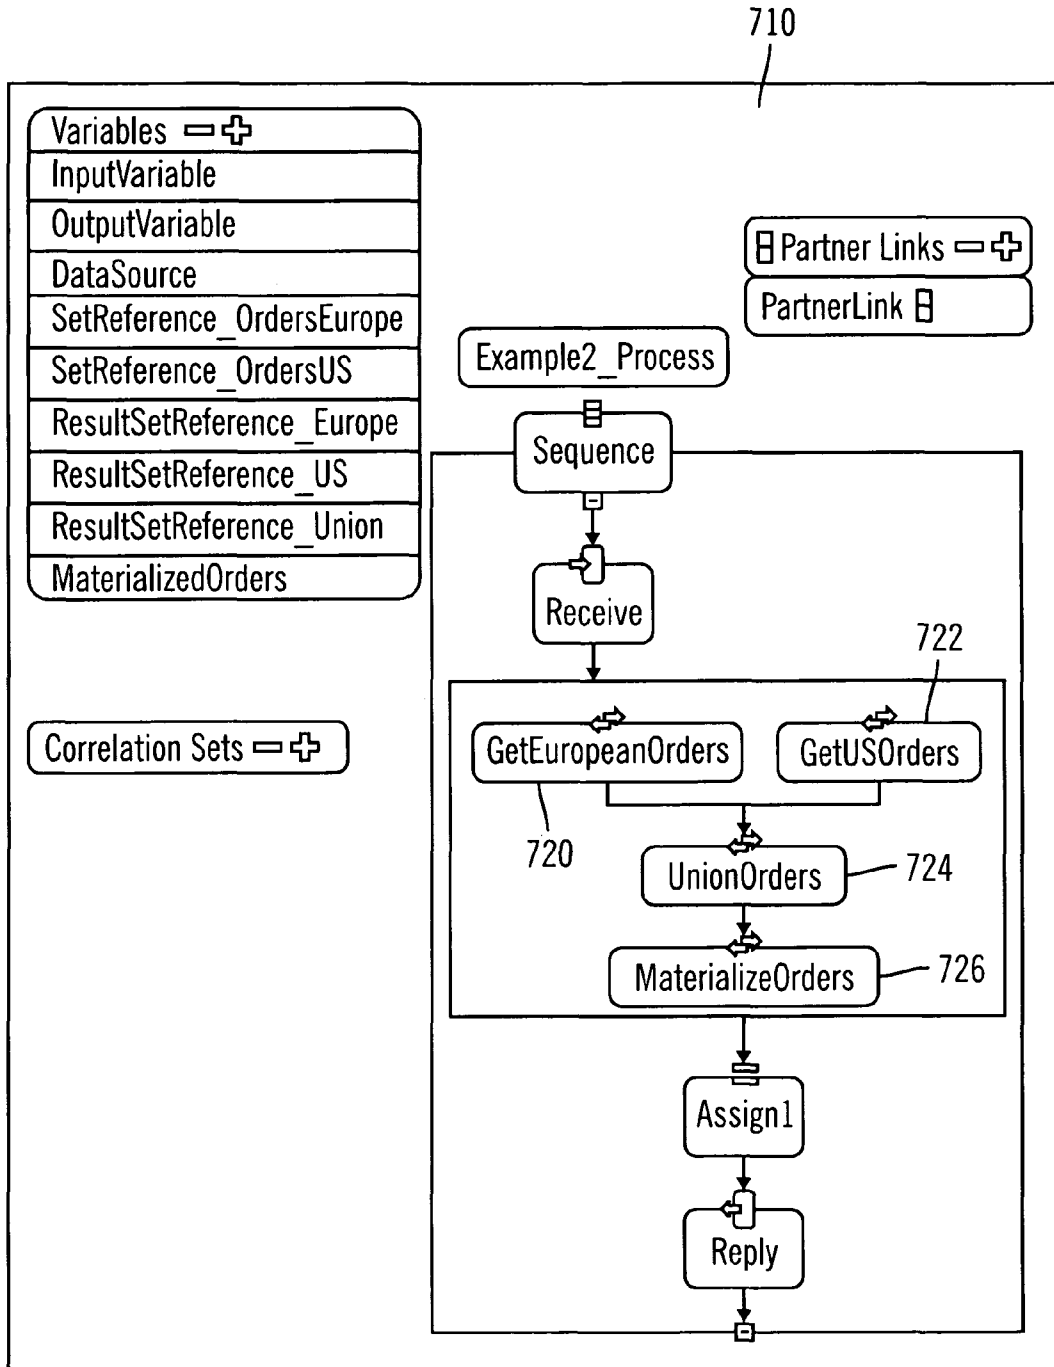 710
Variables
InputVariable
OutputVariable
DataSource
SetReference_OrdersEurope
SetReference_OrdersUS
ResultSetReference_Europe
ResultSetReference_US
ResultSetReference_Union
MaterializedOrders
Partner Links
PartnerLink
Example2_Process
Sequence
Receive
722
Correlation Sets
GetEuropeanOrders
GetUSOrders
720
UnionOrders
724
MaterializeOrders
726
Assign1
Reply